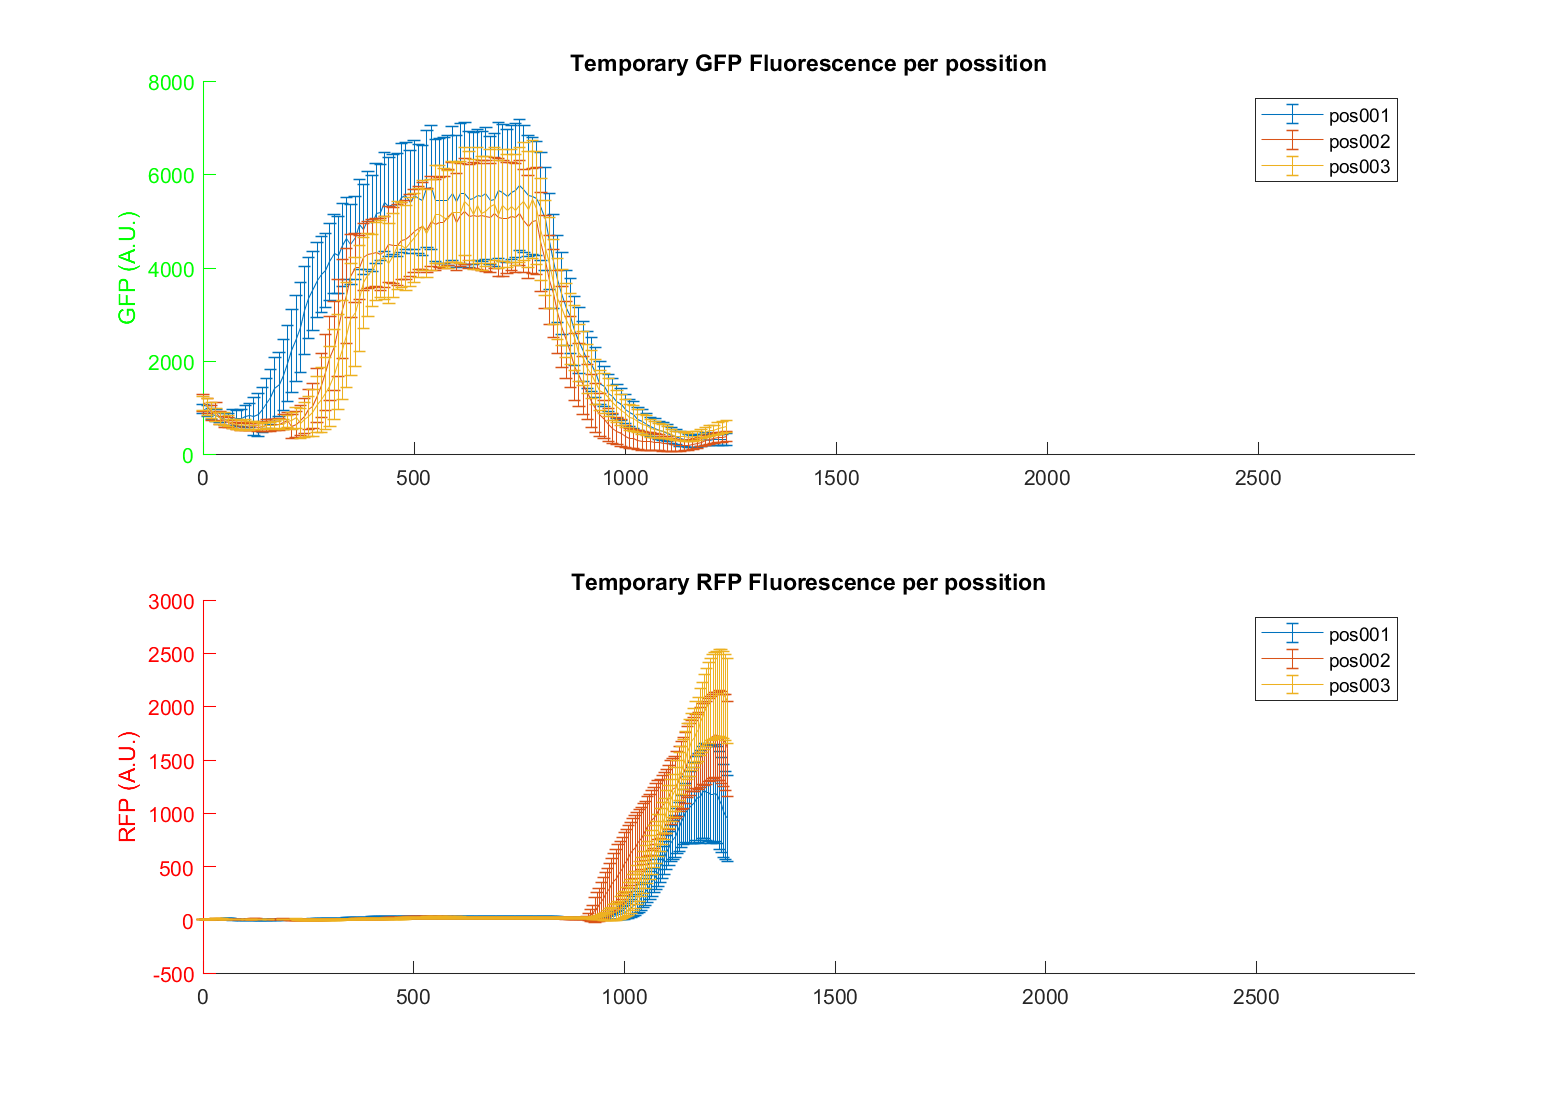 Temporary GFP Fluorescence per possition
8000
6000
4000
2000
0
GFP (A.U.)
0 500 1000 1500 2000 2500
pos001
pos002
pos003
Temporary RFP Fluorescence per possition
3000
2500
2000
1500
1000
500
0
-500
RFP (A.U.)
0 500 1000 1500 2000 2500
pos001
pos002
pos003